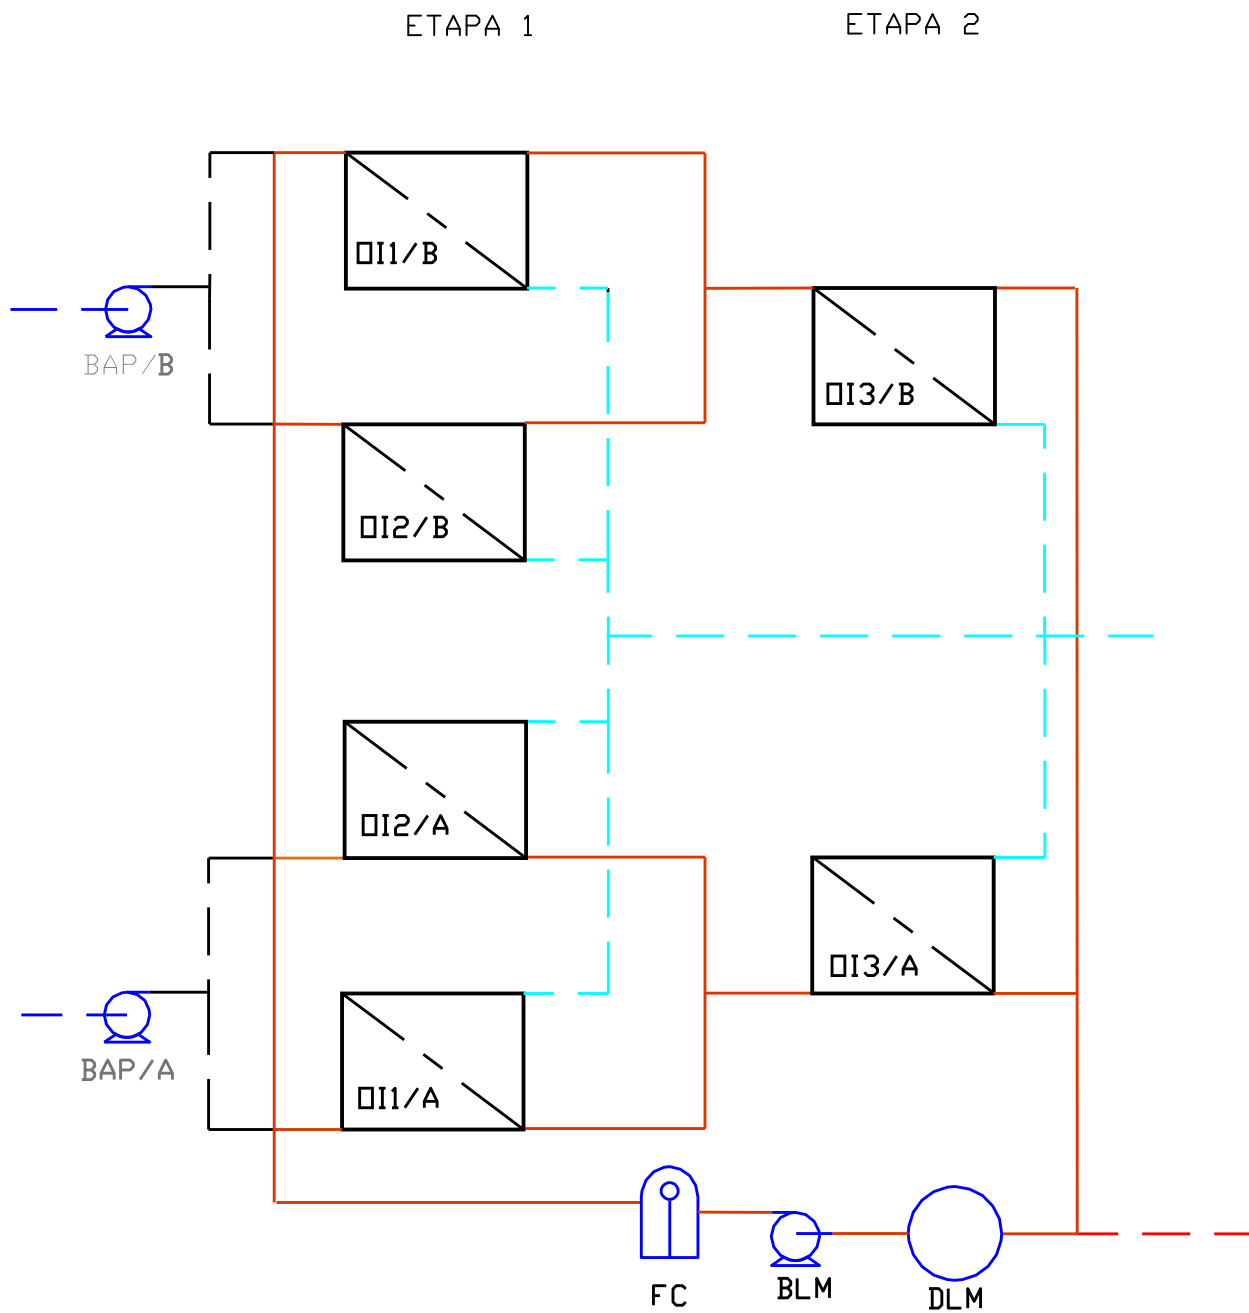 ETAPA 1
ETAPA 2
OI1/B
BAP/B
OI3/B
OI2/B
OI2/A
OI3/A
BAP/A
OI1/A
FC
BLM
DLM